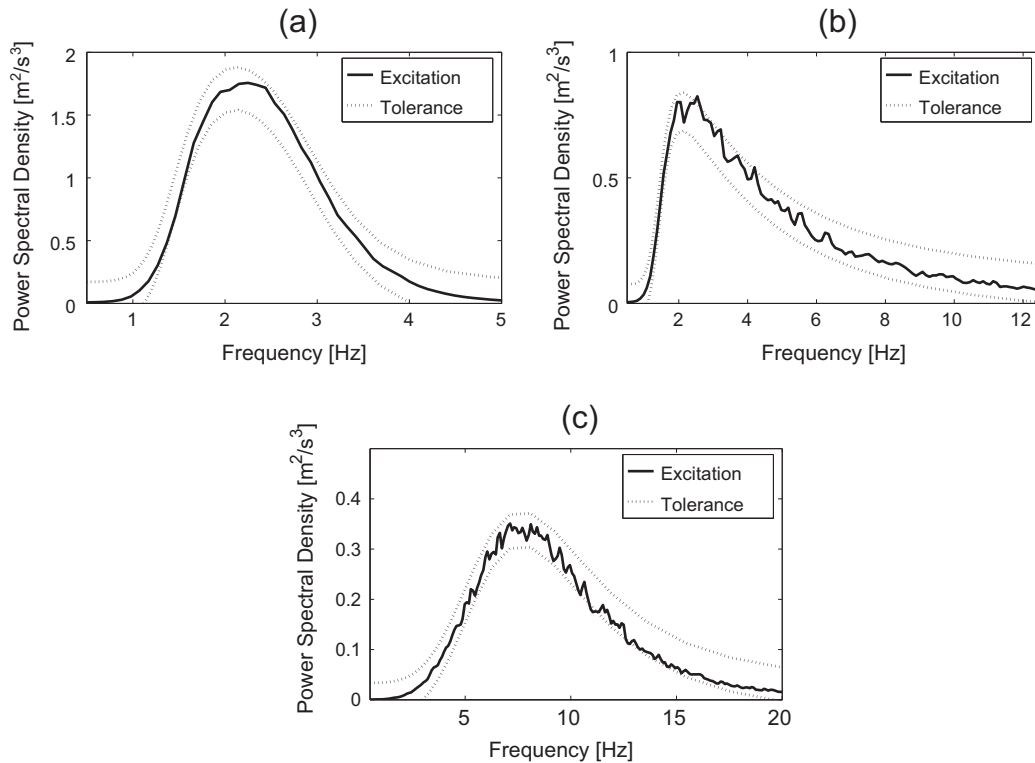 (a)
Power Spectral Density [m²/s³]
2
1.5
1
0.5
0
1 2 3 4 5
Frequency [Hz]
Excitation
Tolerance
(b)
Power Spectral Density [m²/s³]
1
0.5
0
2 4 6 8 10 12
Frequency [Hz]
Excitation
Tolerance
(c)
Power Spectral Density [m²/s³]
0.4
0.3
0.2
0.1
0
5 10 15 20
Frequency [Hz]
Excitation
Tolerance